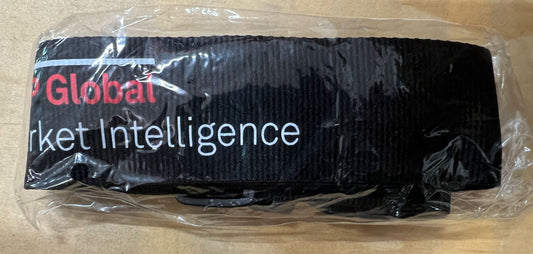 P Global
rket Intelligence